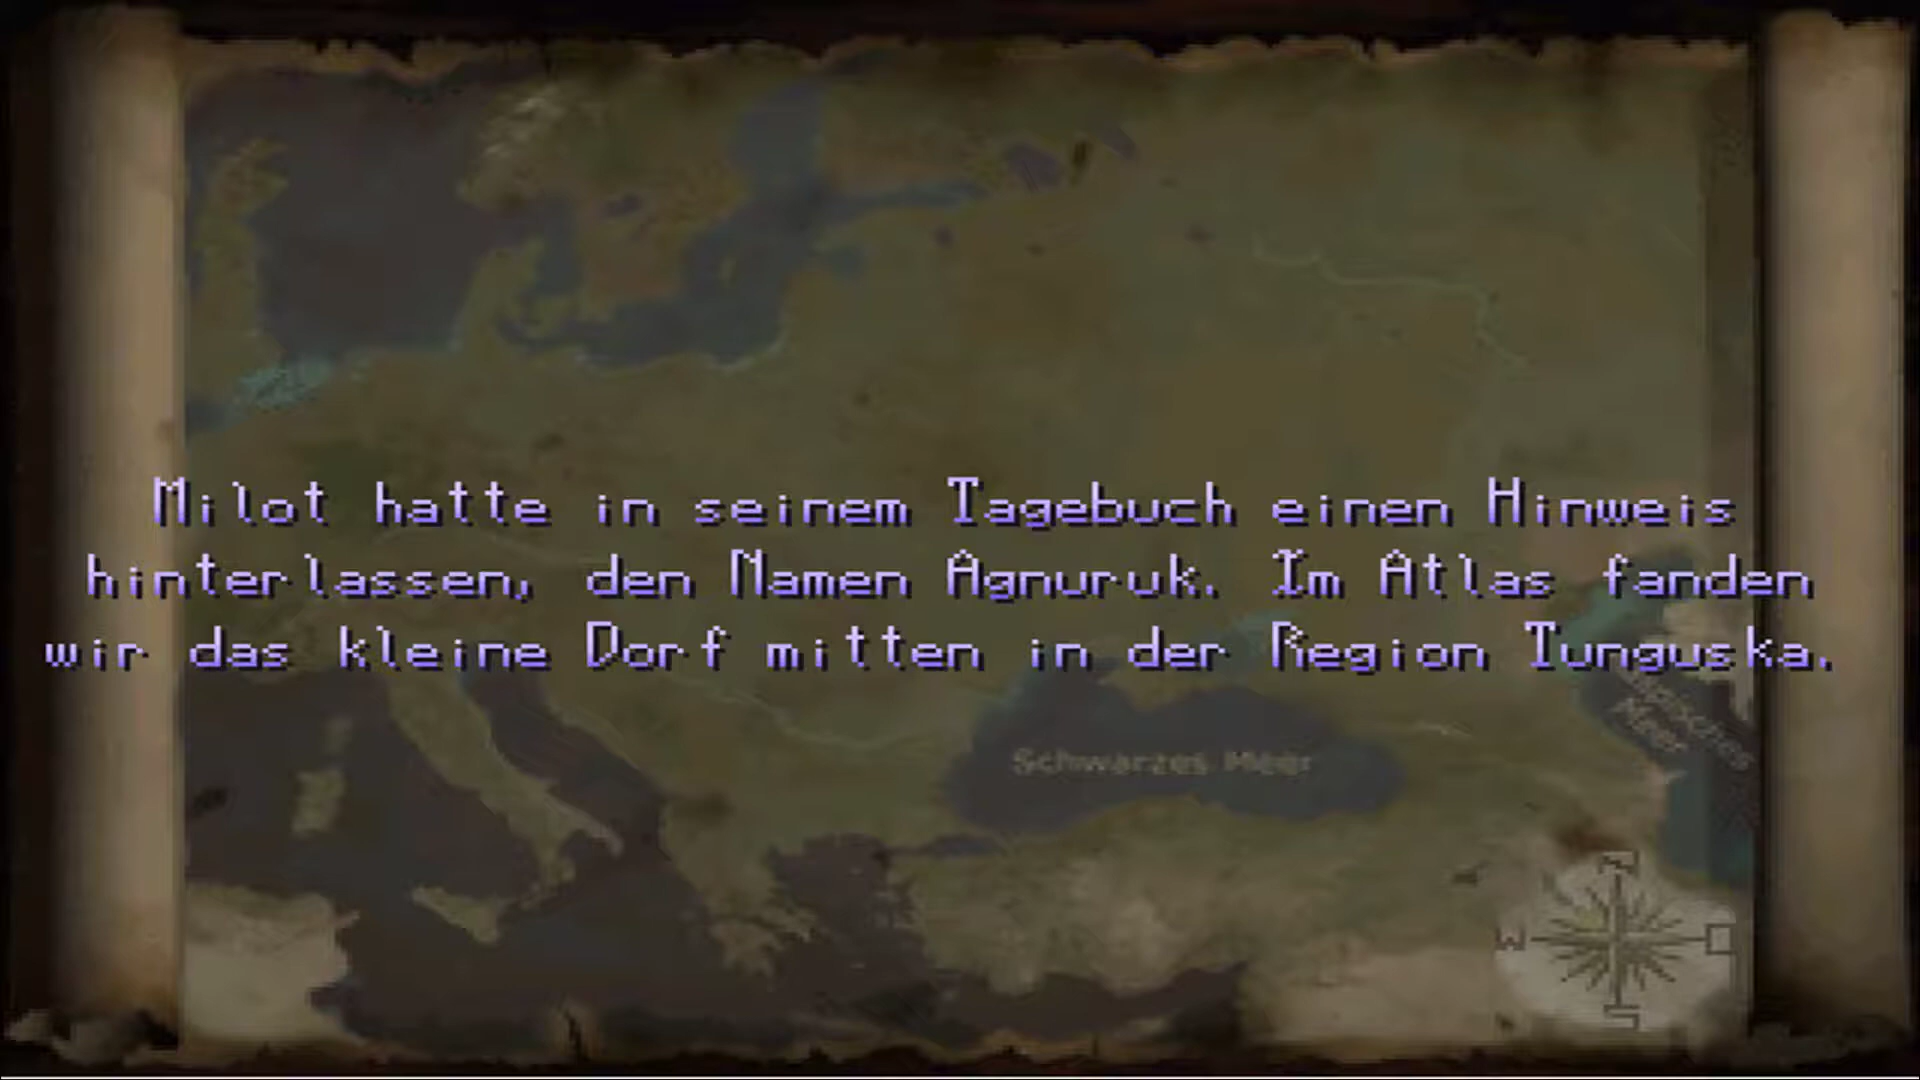 Milot hatte in seinem Tagebuch einen Hinweis
hinterlassen, den Namen Agnuruk. Im Atlas fanden
wir das kleine Dorf mitten in der Region Tunguska.
Schwarzes Meer
Meer
N
W O
S